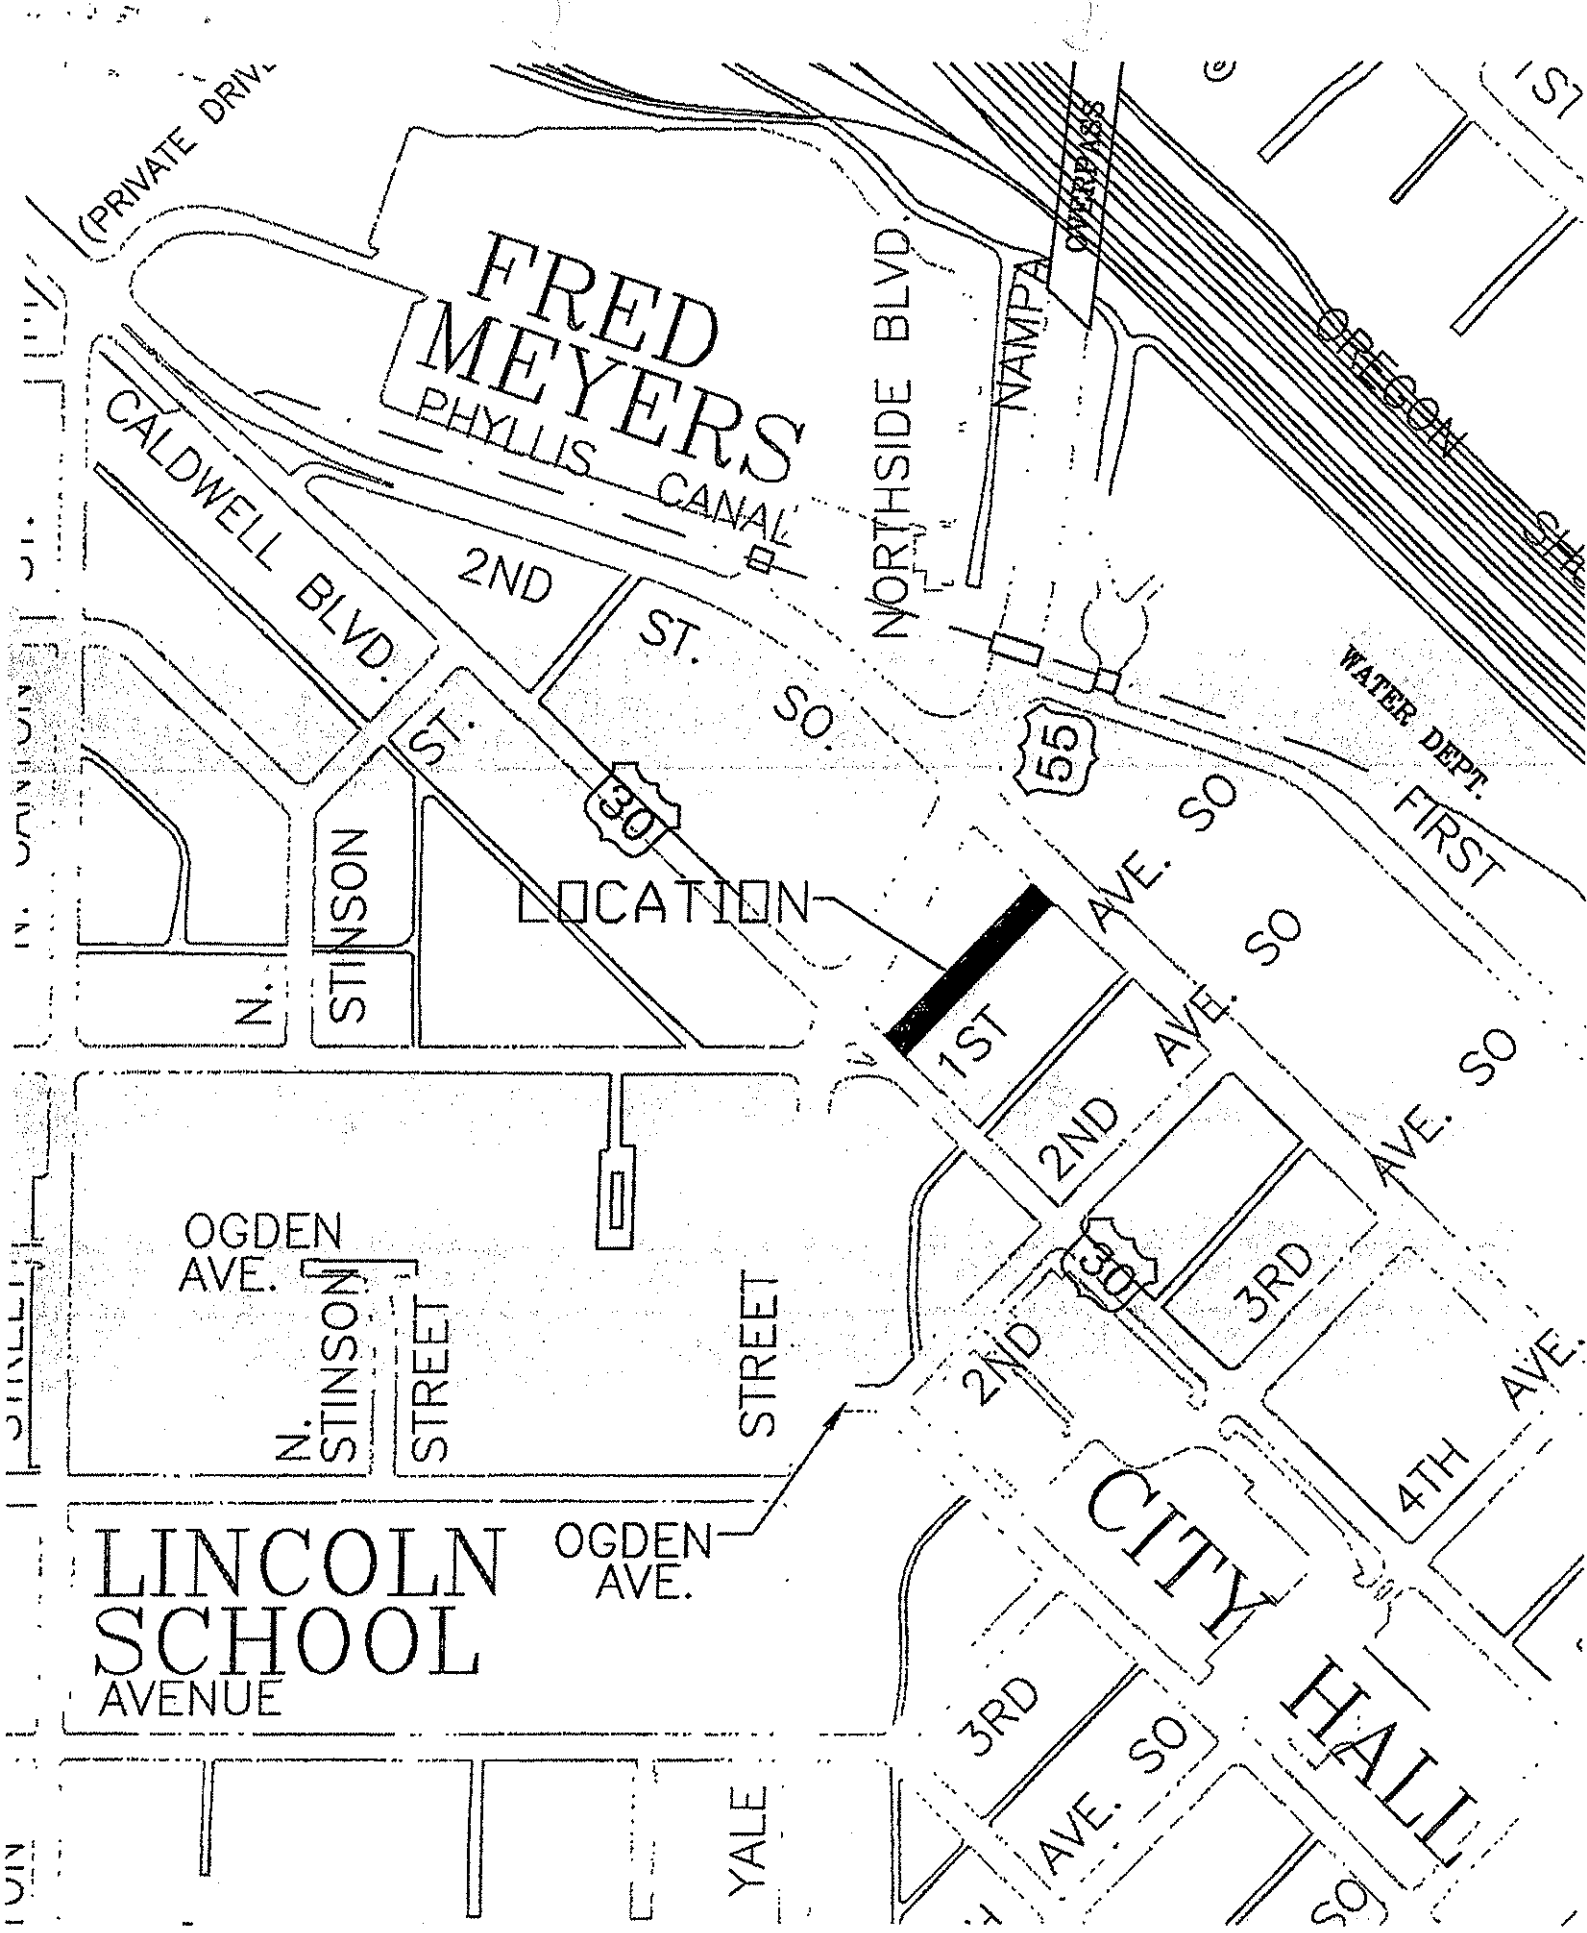 (PRIVATE DRIVE
OVERPASS
FRED
MEYERS
PHYLLIS CANAL
NORTHSIDE BLVD.
NAMPA
OREGON
CALDWELL BLVD.
2ND ST. SO.
WATER DEPT.
ST.
55
30
FIRST
AVE. SO
LOCATION
N. STINSON
1ST AVE. SO
2ND AVE. SO
OGDEN
AVE.
30
3RD AVE.
N.
STINSON
STREET
STREET
2ND
4TH
CITY HALL
LINCOLN
SCHOOL
AVENUE
OGDEN
AVE.
3RD
AVE. SO
YALE
SO